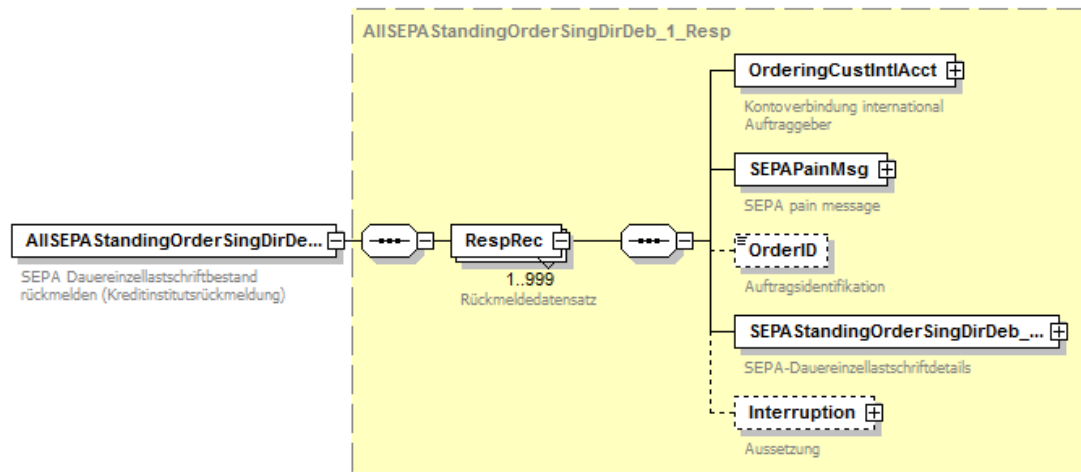 AllSEPAStandingOrderSingDirDeb_1_Resp
OrderingCustIntlAcct
Kontoverbindung international
Auftraggeber
SEPAPainMsg
SEPA pain message
AllSEPAStandingOrderSingDirDe...
SEPA Dauereinzellastschriftbestand
rückmelden (Kreditinstitutsrückmeldung)
RespRec
1..999
Rückmeldedatensatz
OrderID
Auftragsidentifikation
SEPAStandingOrderSingDirDeb_...
SEPA-Dauereinzellastschriftdetails
Interruption
Aussetzung